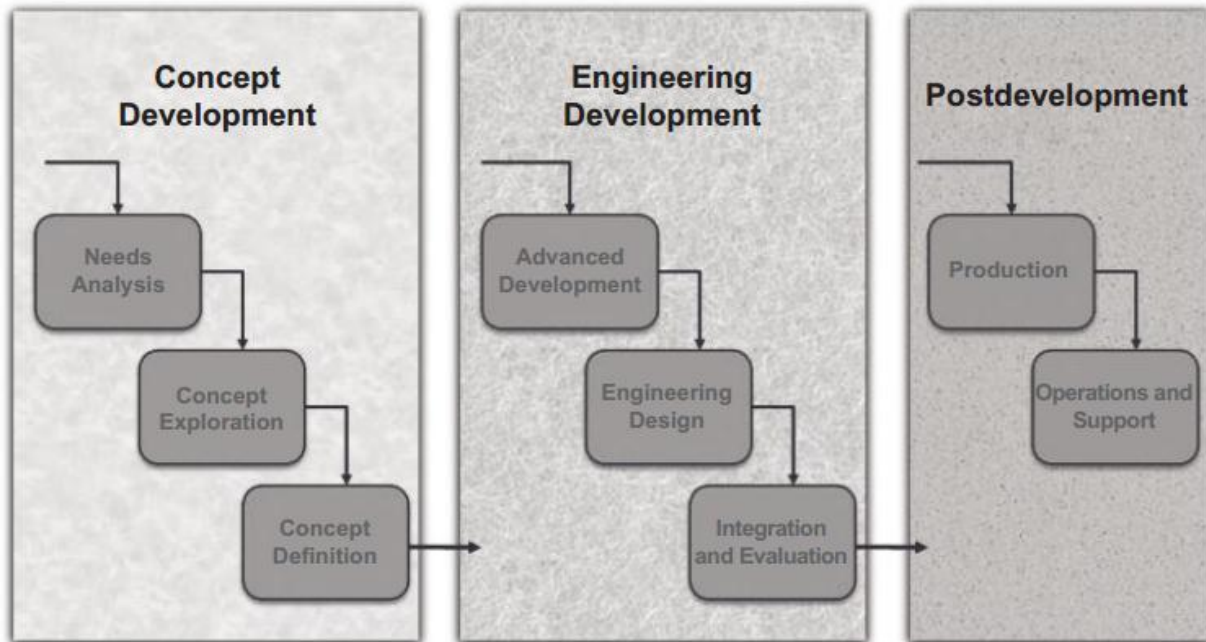 Concept
Development
Needs
Analysis
Concept
Exploration
Concept
Definition
Engineering
Development
Advanced
Development
Engineering
Design
Integration
and Evaluation
Postdevelopment
Production
Operations and
Support